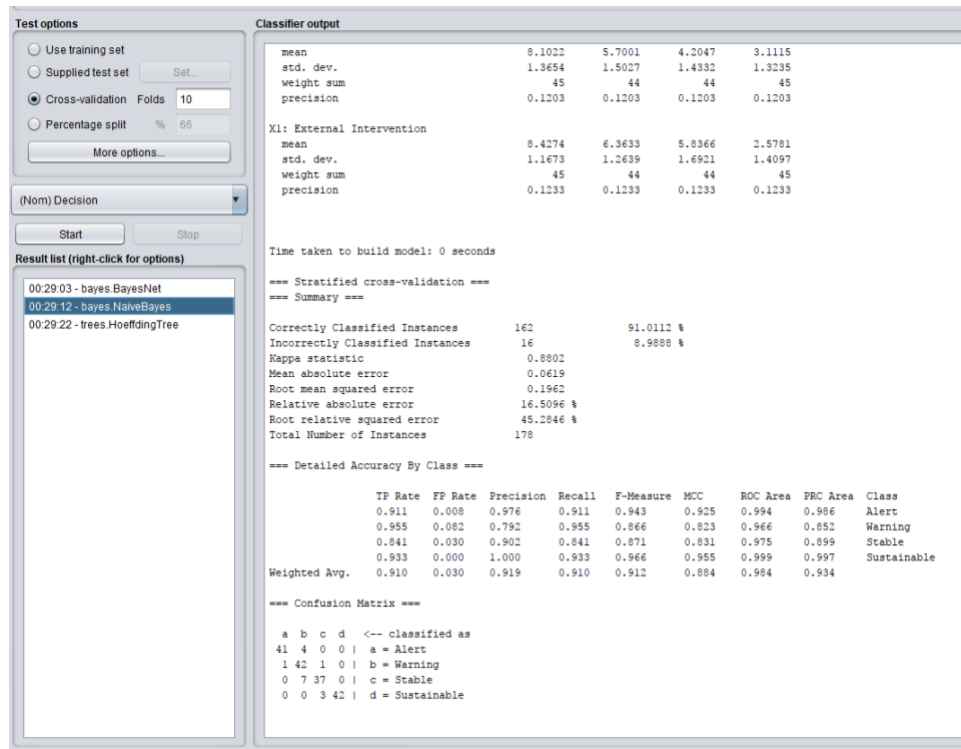 Test options
Use training set
Supplied test set Set...
Cross-validation Folds 10
Percentage split % 66
More options...
(Nom) Decision
Start Stop
Result list (right-click for options)
00:29:03 - bayes.BayesNet
00:29:12 - bayes.NaiveBayes
00:29:22 - trees.HoeffdingTree
Classifier output
mean 8.1022 5.7001 4.2047 3.1115
std. dev. 1.3654 1.5027 1.4332 1.3235
weight sum 45 44 44 45
precision 0.1203 0.1203 0.1203 0.1203
X1: External Intervention
mean 8.4274 6.3633 5.8366 2.5781
std. dev. 1.1673 1.2639 1.6921 1.4097
weight sum 45 44 44 45
precision 0.1233 0.1233 0.1233 0.1233
Time taken to build model: 0 seconds
=== Stratified cross-validation ===
=== Summary ===
Correctly Classified Instances 162 91.0112 %
Incorrectly Classified Instances 16 8.9888 %
Kappa statistic 0.8802
Mean absolute error 0.0619
Root mean squared error 0.1962
Relative absolute error 16.5096 %
Root relative squared error 45.2846 %
Total Number of Instances 178
=== Detailed Accuracy By Class ===
TP Rate FP Rate Precision Recall F-Measure MCC ROC Area PRC Area Class
0.911 0.008 0.976 0.911 0.943 0.925 0.994 0.986 Alert
0.955 0.082 0.792 0.955 0.866 0.823 0.966 0.852 Warning
0.841 0.030 0.902 0.841 0.871 0.831 0.975 0.899 Stable
0.933 0.000 1.000 0.933 0.966 0.955 0.999 0.997 Sustainable
Weighted Avg. 0.910 0.030 0.919 0.910 0.912 0.884 0.984 0.934
=== Confusion Matrix ===
a b c d <-- classified as
41 4 0 0 | a = Alert
1 42 1 0 | b = Warning
0 7 37 0 | c = Stable
0 0 3 42 | d = Sustainable